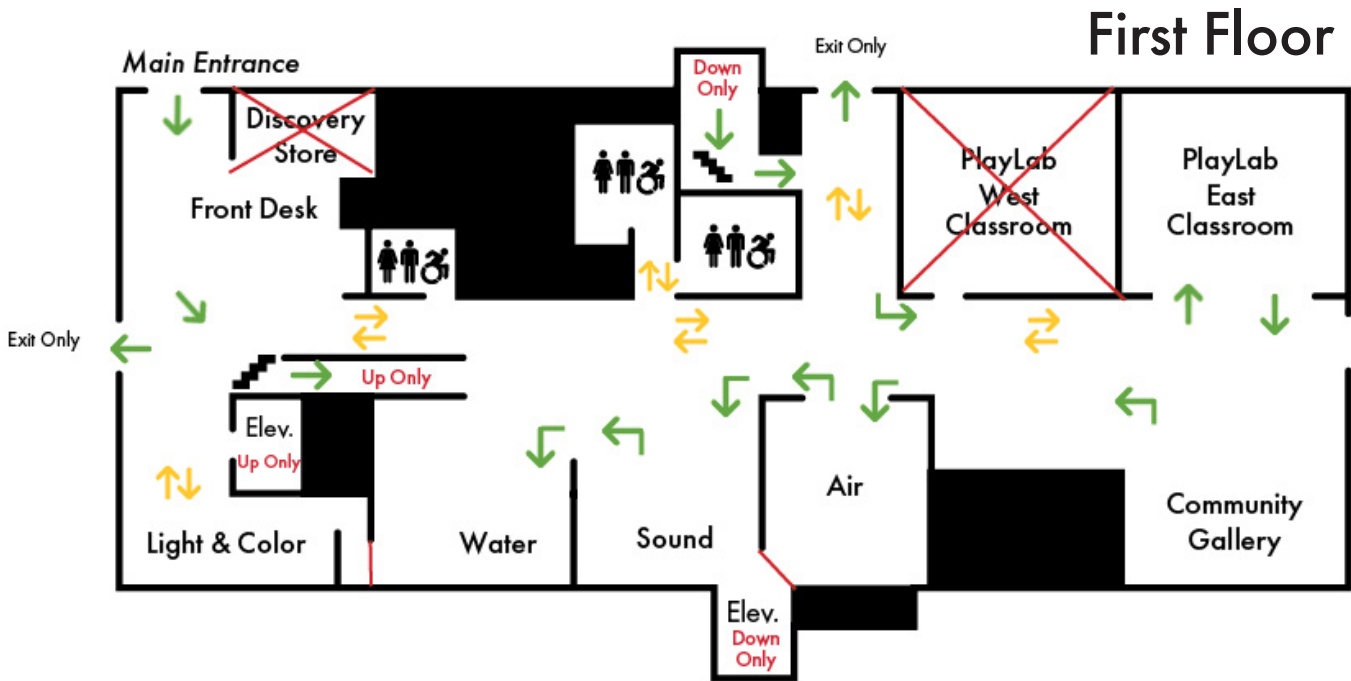 First Floor
Main Entrance
Exit Only
Down
Only
Discovery
Store
PlayLab
West
Classroom
PlayLab
East
Classroom
Front Desk
Exit Only
Up Only
Elev.
Up Only
Light & Color
Water
Sound
Air
Community
Gallery
Elev.
Down
Only